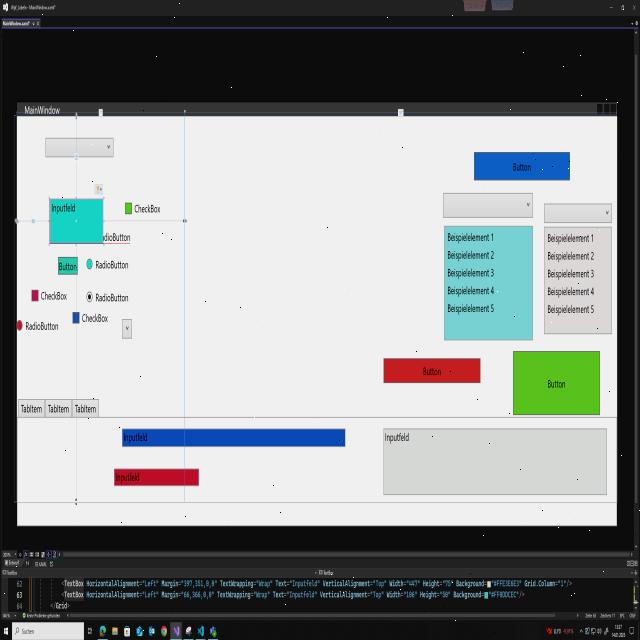 MainWindow.xaml*
MainWindow
Button
Inputfeld
CheckBox
RadioButton
Beispielelement 1
Beispielelement 2
Beispielelement 3
Beispielelement 4
Beispielelement 5
Beispielelement 1
Beispielelement 2
Beispielelement 3
Beispielelement 4
Beispielelement 5
Button
RadioButton
CheckBox
RadioButton
CheckBox
RadioButton
Button
Button
TabItem
TabItem
TabItem
Inputfeld
Inputfeld
Inputfeld
62
<TextBox HorizontalAlignment="Left" Margin="397,351,0,0" TextWrapping="Wrap" Text="Inputfeld" VerticalAlignment="Top" Width="447" Height="75" Background=
Grid.Column="1"/>
63
<TextBox HorizontalAlignment="Left" Margin="66,366,0,0" TextWrapping="Wrap" Text="Inputfeld" VerticalAlignment="Top" Width="106" Height="50" Background=
64
</Grid>
Suchen